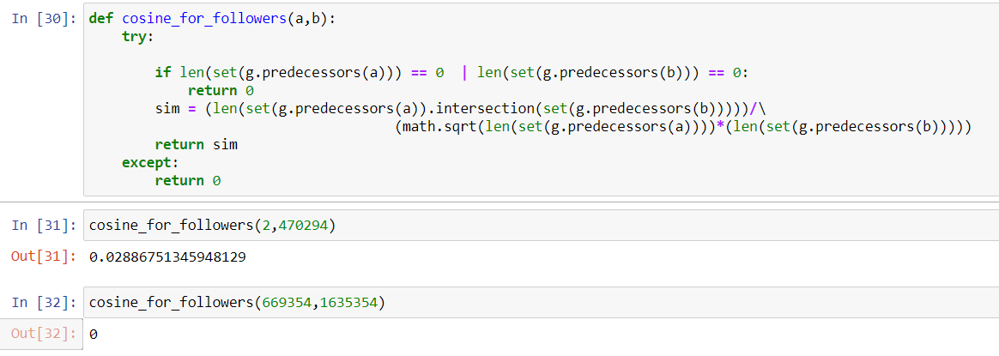 In [30]: def cosine_for_followers(a,b):
    try:
        if len(set(g.predecessors(a))) == 0  | len(set(g.predecessors(b))) == 0:
            return 0
        sim = (len(set(g.predecessors(a)).intersection(set(g.predecessors(b)))))/\
                                    (math.sqrt(len(set(g.predecessors(a))))*(len(set(g.predecessors(b)))))
        return sim
    except:
        return 0
In [31]: cosine_for_followers(2,470294)
Out[31]: 0.02886751345948129
In [32]: cosine_for_followers(669354,1635354)
Out[32]: 0